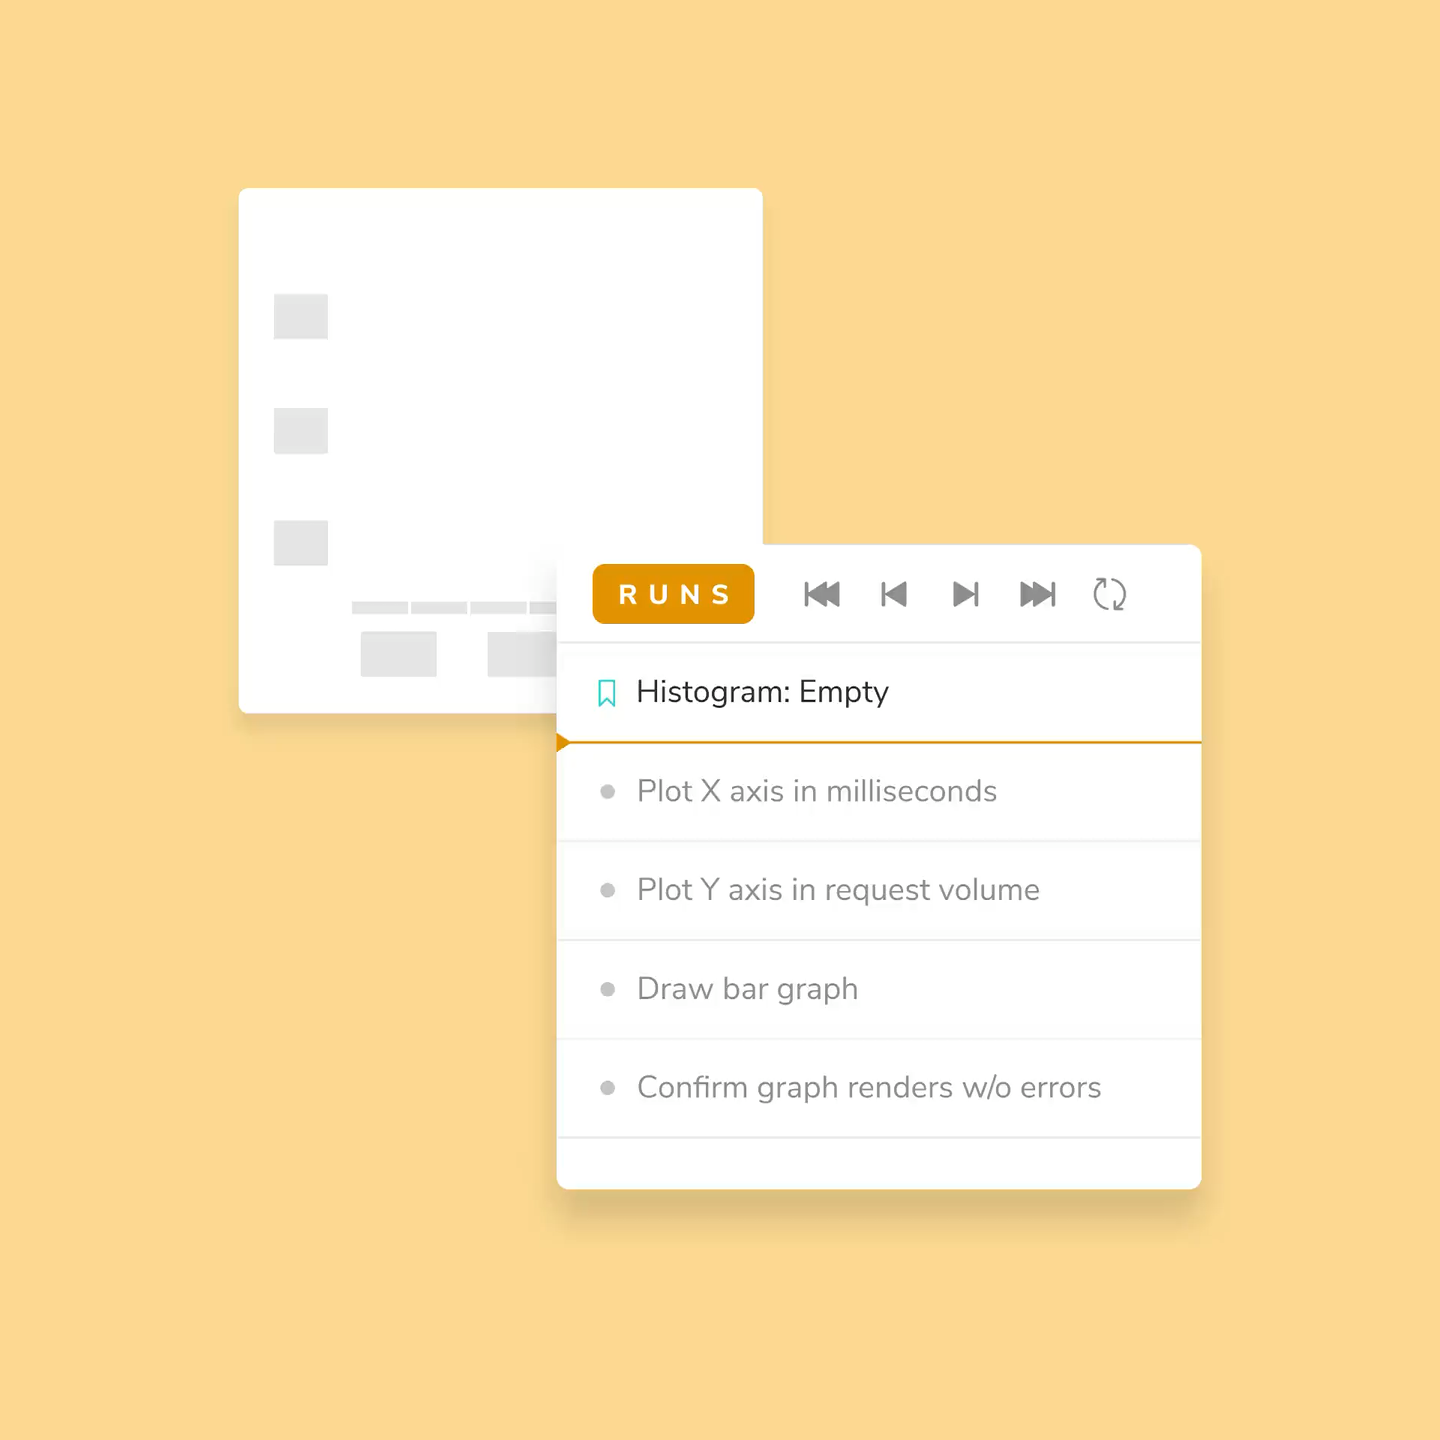 RUNS
Histogram: Empty
Plot X axis in milliseconds
Plot Y axis in request volume
Draw bar graph
Confirm graph renders w/o errors